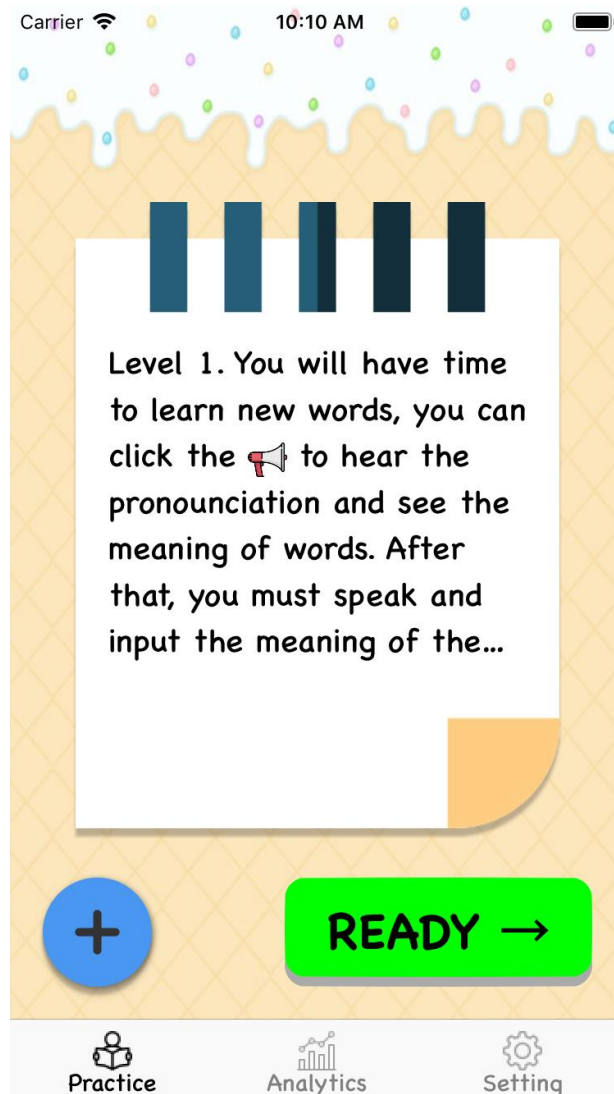 Carrier 10:10 AM
Level 1. You will have time
to learn new words, you can
click the 📢 to hear the
pronounciation and see the
meaning of words. After
that, you must speak and
input the meaning of the...
READY →
Practice Analytics Setting